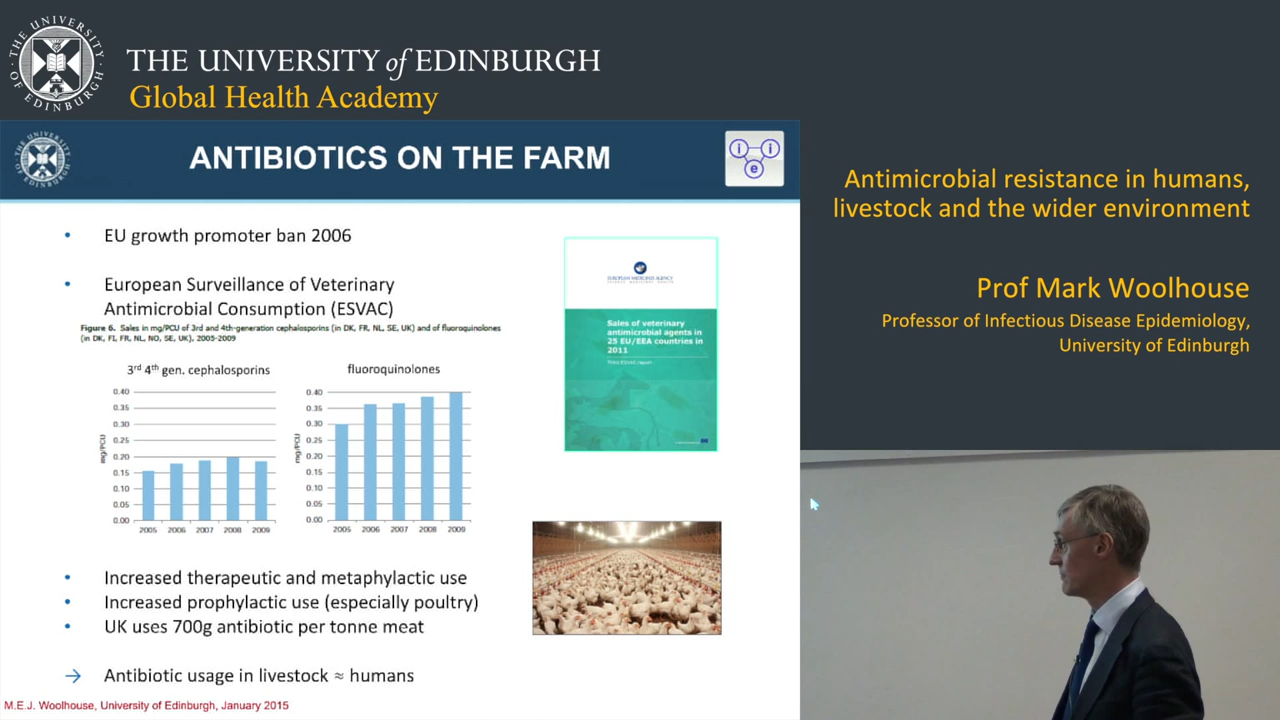 THE UNIVERSITY of EDINBURGH
Global Health Academy
ANTIBIOTICS ON THE FARM
i i
e
• EU growth promoter ban 2006
• European Surveillance of Veterinary
Antimicrobial Consumption (ESVAC)
Figure 6. Sales in mg/PCU of 3rd and 4th-generation cephalosporins (in DK, FR, NL, SE, UK) and of fluoroquinolones
(in DK, FI, FR, NL, NO, SE, UK), 2005-2009
3rd 4th gen. cephalosporins
0.40
0.35
0.30
0.25
0.20
0.15
0.10
0.05
0.00
mg/PCU
2005 2006 2007 2008 2009
fluoroquinolones
0.40
0.35
0.30
0.25
0.20
0.15
0.10
0.05
0.00
mg/PCU
2005 2006 2007 2008 2009
EUROPEAN MEDICINES AGENCY
Sales of veterinary
antimicrobial agents in
25 EU/EEA countries in
2011
Third ESVAC report
• Increased therapeutic and metaphylactic use
• Increased prophylactic use (especially poultry)
• UK uses 700g antibiotic per tonne meat
→ Antibiotic usage in livestock ≈ humans
M.E.J. Woolhouse, University of Edinburgh, January 2015
Antimicrobial resistance in humans,
livestock and the wider environment
Prof Mark Woolhouse
Professor of Infectious Disease Epidemiology,
University of Edinburgh